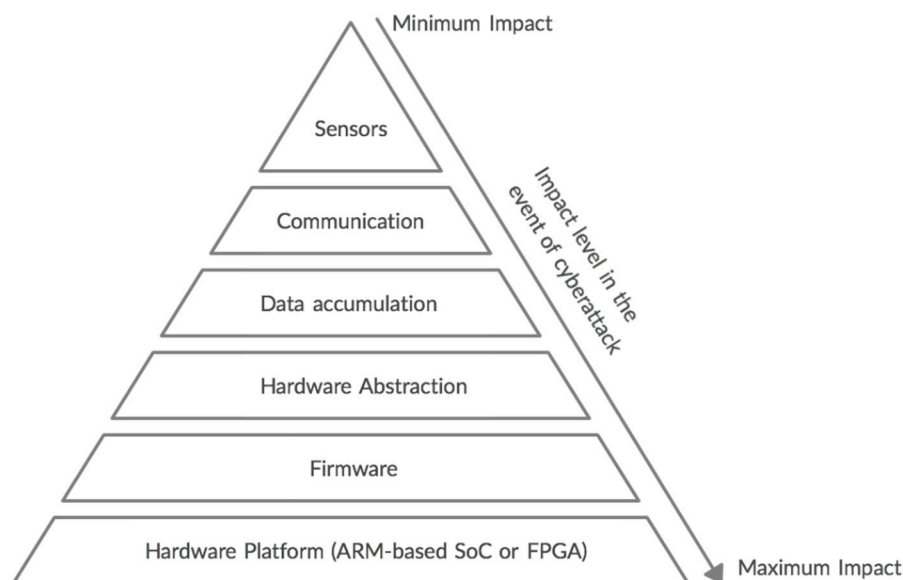 Minimum Impact
Sensors
Impact level in the
event of cyberattack
Communication
Data accumulation
Hardware Abstraction
Firmware
Hardware Platform (ARM-based SoC or FPGA)
Maximum Impact